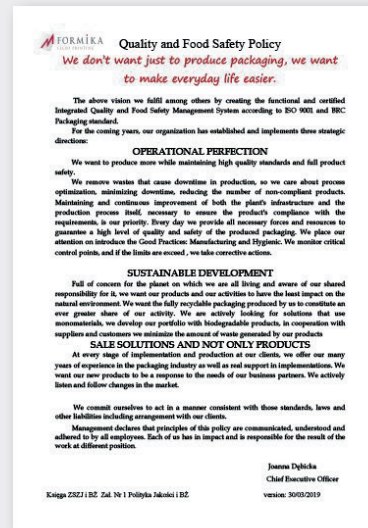 FORMIKA
Quality and Food Safety Policy
We don't want just to produce packaging, we want
to make everyday life easier.
The above vision we fulfil among others by creating the functional and certified
Integrated Quality and Food Safety Management System according to ISO 9001 and BRC
Packaging standard.
For the coming years, our organization has established and implements three strategic
directions:
OPERATIONAL PERFECTION
We want to produce more while maintaining high quality standards and full product
safety.
We remove wastes that cause downtime in production, so we care about process
optimization, minimizing downtime, reducing the number of non-compliant products.
Maintaining and continuous improvement of both the plant's infrastructure and the
production process itself, necessary to ensure the product's compliance with the
requirements, is our priority. Every day we provide all necessary forces and resources to
guarantee a high level of quality and safety of the produced packaging. We place our
attention on introduce the Good Practices: Manufacturing and Hygienic. We monitor critical
control points, and if the limits are exceed , we take corrective actions.
SUSTAINABLE DEVELOPMENT
Full of concern for the planet on which we are all living and aware of our shared
responsibility for it, we want our products and our activities to have the least impact on the
natural environment. We want the fully recyclable packaging produced by us to constitute an
ever greater share of our activity. We are actively looking for solutions that use
monomaterials, we develop our portfolio with biodegradable products, in cooperation with
suppliers and customers we minimize the amount of waste generated by our products
SALE SOLUTIONS AND NOT ONLY PRODUCTS
At every stage of implementation and production at our clients, we offer our many
years of experience in the packaging industry as well as real support in implementations. We
want our new products to be a response to the needs of our business partners. We actively
listen and follow changes in the market.
We commit ourselves to act in a manner consistent with those standards, laws and
other liabilities including arrangement with our clients.
Management declares that principles of this policy are communicated, understood and
adhered to by all employees. Each of us has in impact and is responsible for the result of the
work at different position.
Joanna Dębicka
Chief Executive Officer
Księga ZSZJ i BŻ Zał. Nr 1 Polityka Jakości i BŻ
version: 30/03/2019